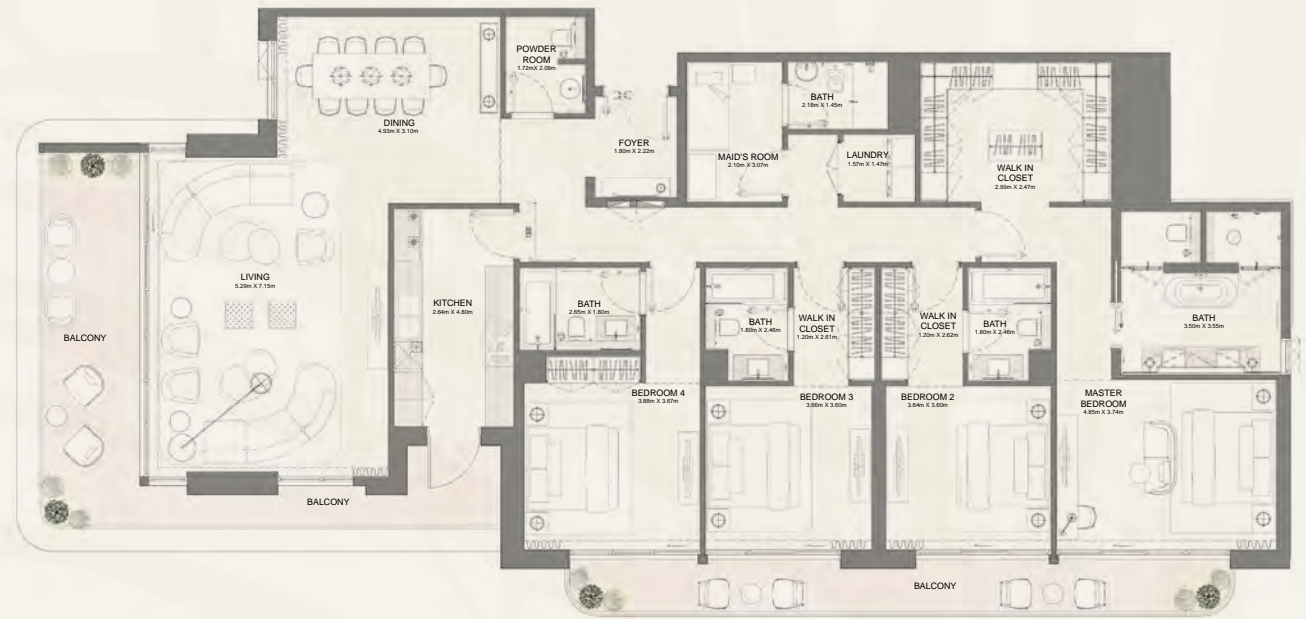 POWDER
ROOM
1.72m X 2.09m
DINING
4.93m X 3.10m
FOYER
1.80m X 2.22m
BATH
2.18m X 1.45m
MAID'S ROOM
2.10m X 3.07m
LAUNDRY
1.57m X 1.47m
WALK IN
CLOSET
2.99m X 2.47m
LIVING
5.29m X 7.15m
BALCONY
KITCHEN
2.64m X 4.80m
BATH
2.65m X 1.80m
BATH
1.80m X 2.46m
WALK IN
CLOSET
1.20m X 2.61m
WALK IN
CLOSET
1.20m X 2.62m
BATH
1.80m X 2.46m
BATH
3.50m X 3.55m
BEDROOM 4
3.88m X 3.67m
BEDROOM 3
3.66m X 3.60m
BEDROOM 2
3.64m X 3.60m
MASTER
BEDROOM
4.85m X 3.74m
BALCONY
BALCONY